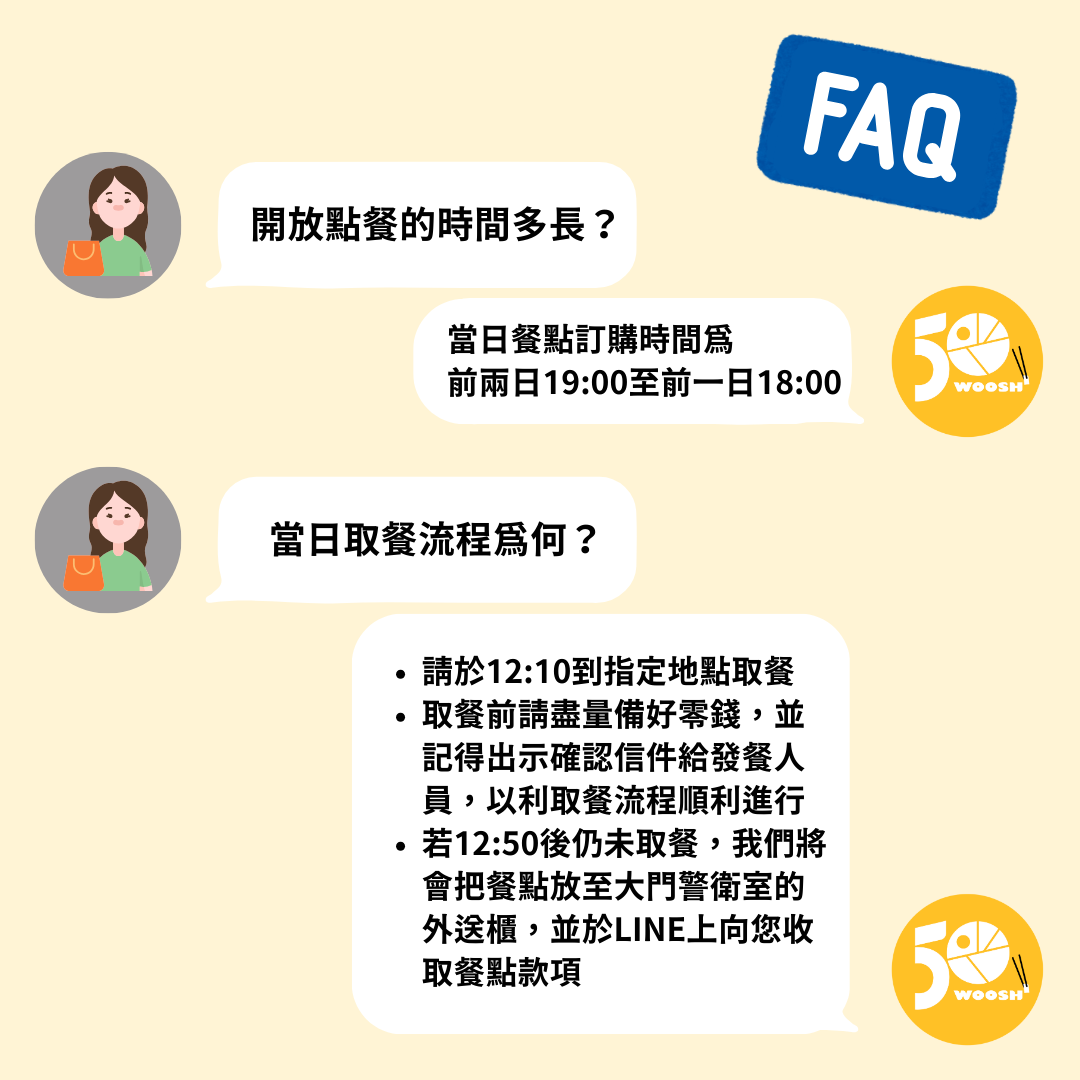 FAQ
開放點餐的時間多長？
當日餐點訂購時間爲
前兩日19:00至前一日18:00
50
WOOSH
當日取餐流程爲何？
• 請於12:10到指定地點取餐
• 取餐前請盡量備好零錢，並
記得出示確認信件給發餐人
員，以利取餐流程順利進行
• 若12:50後仍未取餐，我們將
會把餐點放至大門警衛室的
外送櫃，並於LINE上向您收
取餐點款項
50
WOOSH